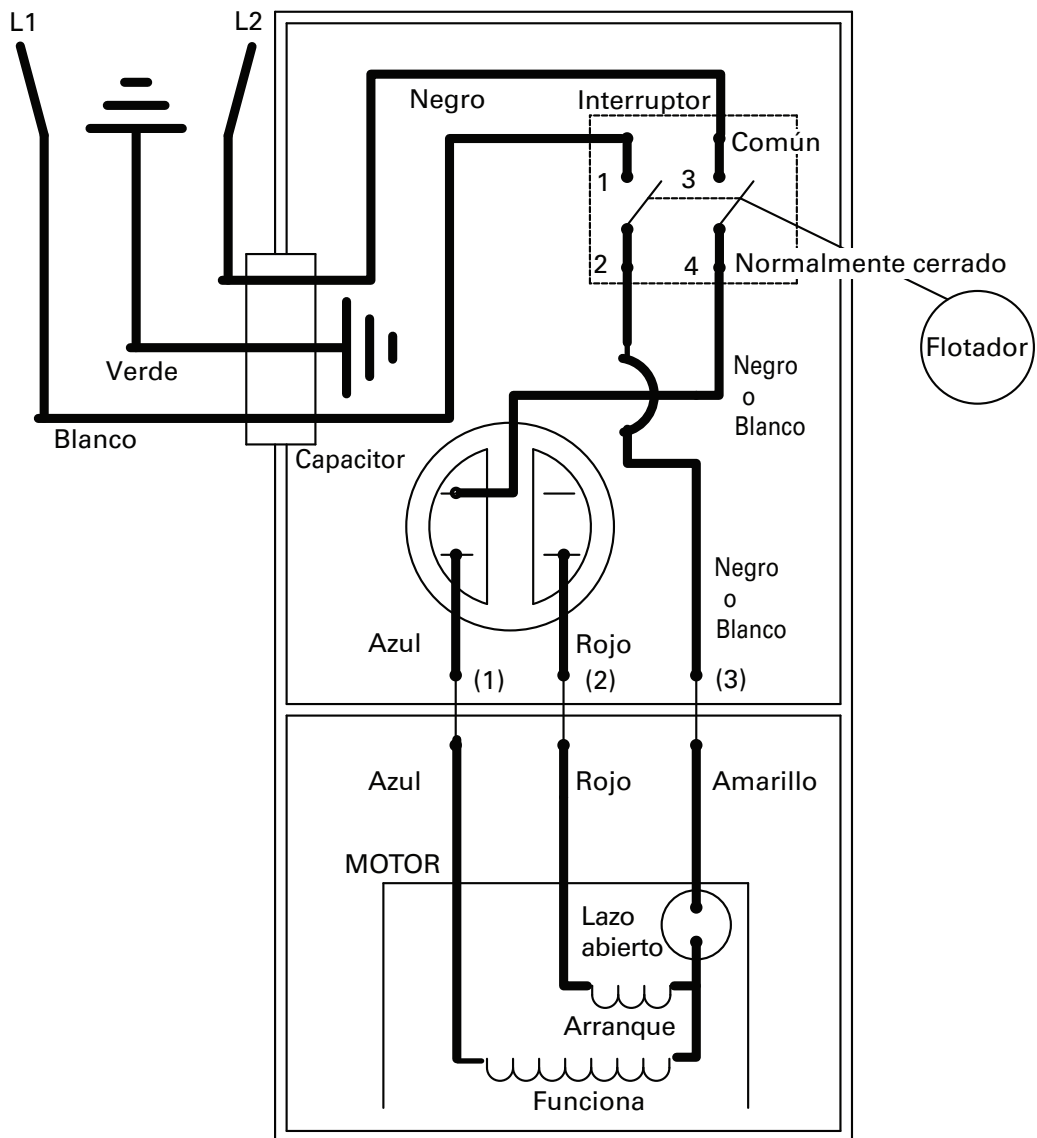 L1
L2
Negro
Interruptor
Común
1
3
2
4
Normalmente cerrado
Flotador
Verde
Negro
o
Blanco
Blanco
Capacitor
Negro
o
Blanco
Azul
Rojo
(1)
(2)
(3)
Azul
Rojo
Amarillo
MOTOR
Lazo
abierto
Arranque
Funciona